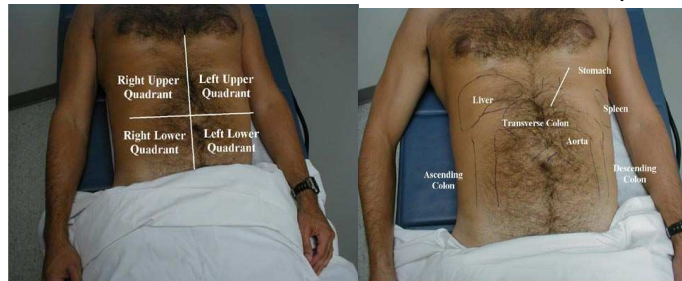 Right Upper
Quadrant
Left Upper
Quadrant
Right Lower
Quadrant
Left Lower
Quadrant
Stomach
Liver
Spleen
Transverse Colon
Aorta
Ascending
Colon
Descending
Colon